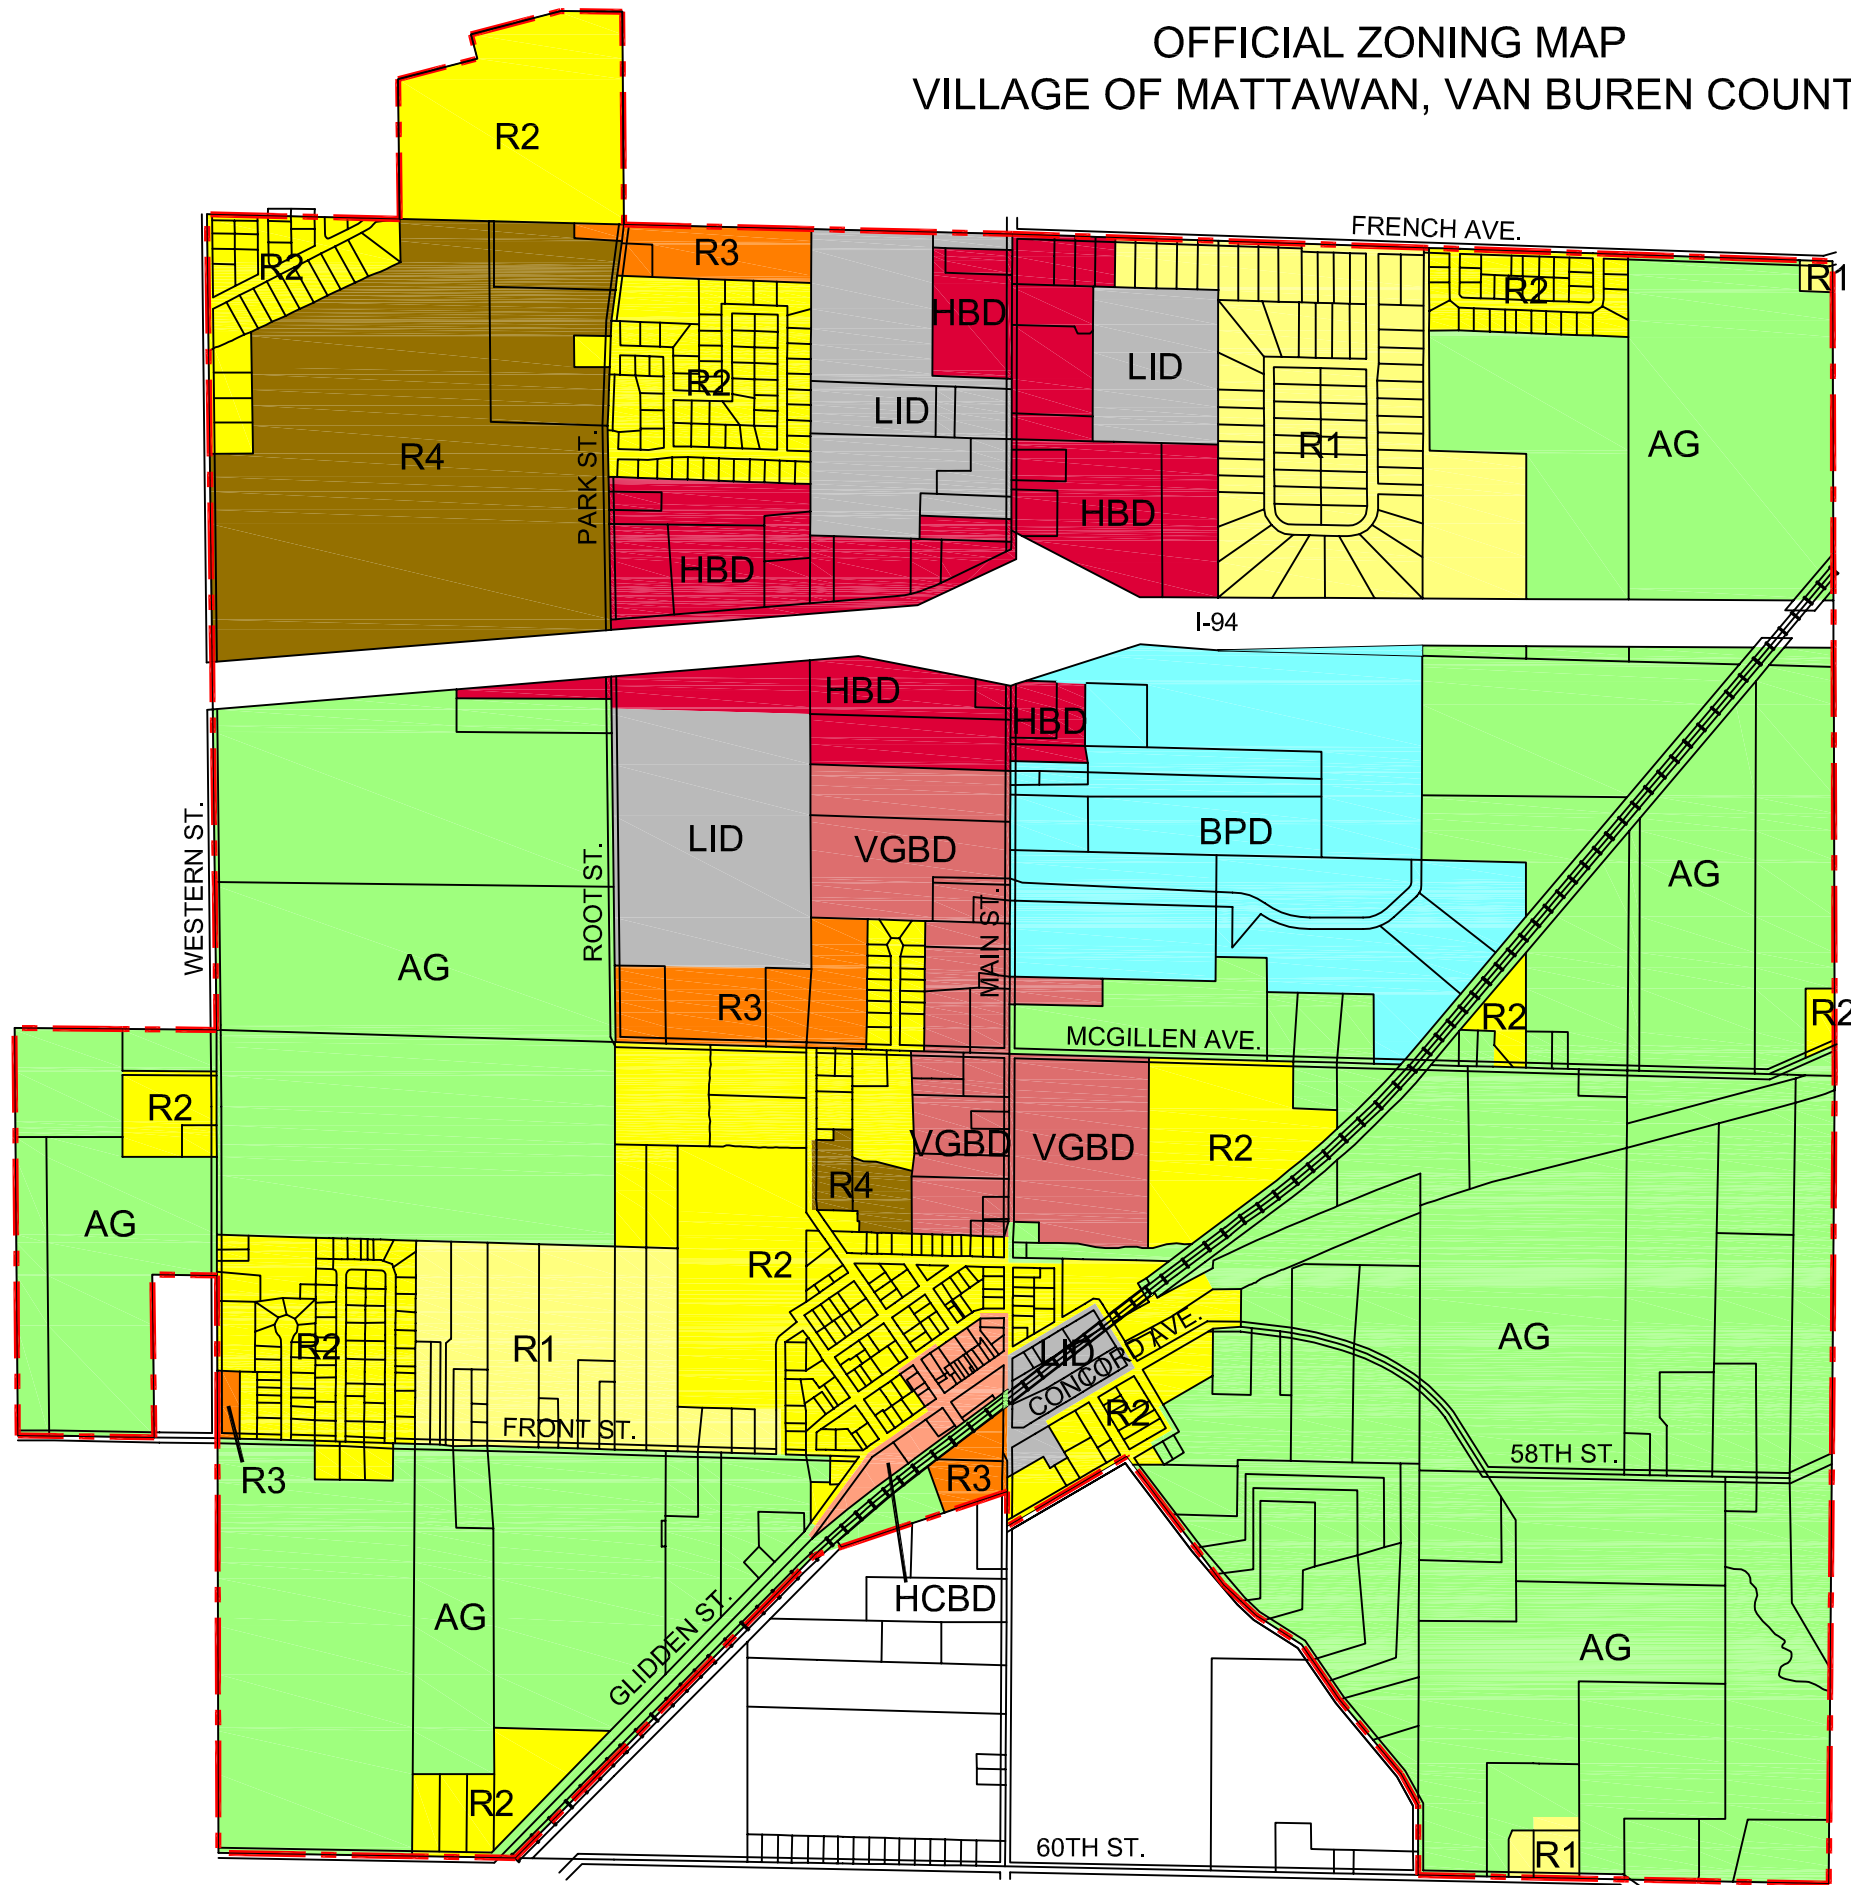 OFFICIAL ZONING MAP
VILLAGE OF MATTAWAN, VAN BUREN COUNT
R2
FRENCH AVE.
R3
R2
R1
R2
HBD
LID
R2
LID
R1
AG
R4
PARK ST.
HBD
HBD
I-94
HBD
HBD
WESTERN ST.
LID
VGBD
BPD
ROOT ST.
AG
MAIN ST.
AG
R3
R2
R2
MCGILLEN AVE.
R2
VGBD
VGBD
R2
R4
AG
R2
R2
R1
LID
CONCORD AVE.
AG
FRONT ST.
R2
58TH ST.
R3
R3
HCBD
AG
GLIDDEN ST.
AG
R2
60TH ST.
R1